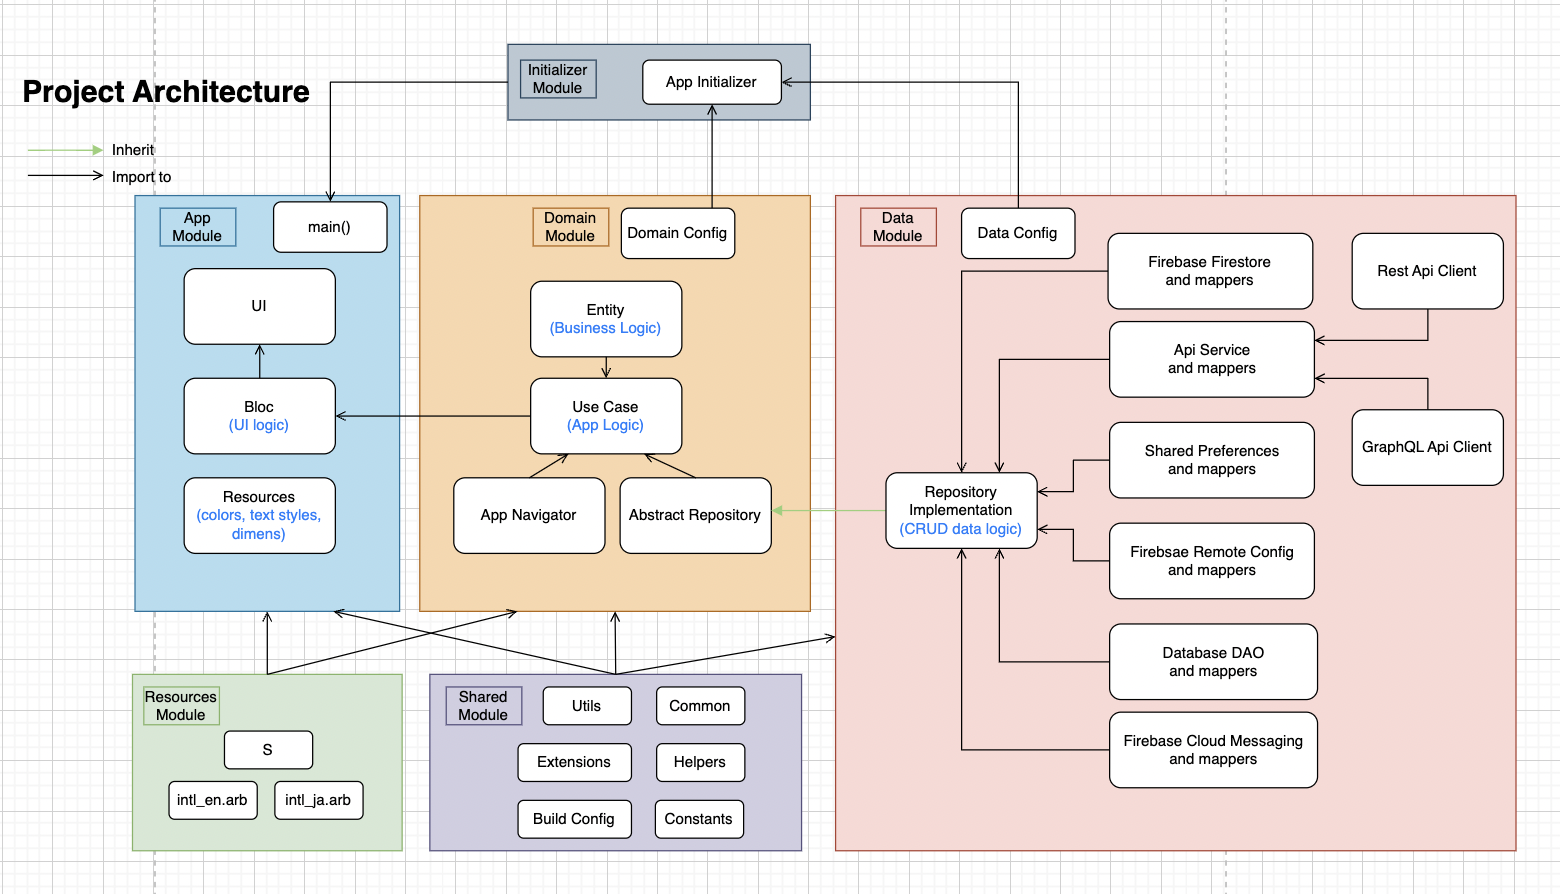 Project Architecture
Inherit
Import to
Initializer
Module
App Initializer
App
Module
main()
UI
Bloc
(UI logic)
Resources
(colors, text styles,
dimens)
Domain
Module
Domain Config
Entity
(Business Logic)
Use Case
(App Logic)
App Navigator
Abstract Repository
Data
Module
Data Config
Firebase Firestore
and mappers
Rest Api Client
Api Service
and mappers
GraphQL Api Client
Shared Preferences
and mappers
Repository
Implementation
(CRUD data logic)
Firebsae Remote Config
and mappers
Database DAO
and mappers
Firebase Cloud Messaging
and mappers
Resources
Module
S
intl_en.arb
intl_ja.arb
Shared
Module
Utils
Common
Extensions
Helpers
Build Config
Constants